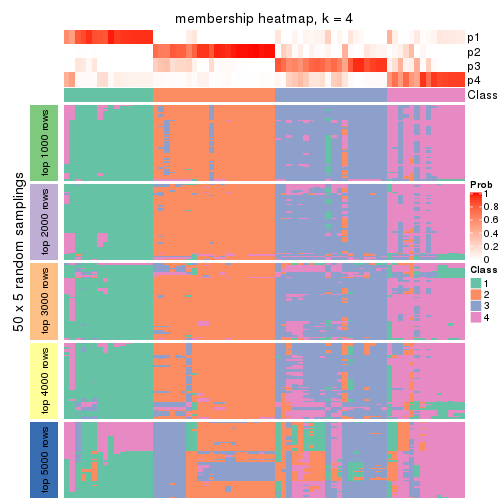 membership heatmap, k = 4
p1
p2
p3
p4
Class
50 x 5 random samplings
top 1000 rows
top 2000 rows
top 3000 rows
top 4000 rows
top 5000 rows
Prob
1
0.8
0.6
0.4
0.2
0
Class
1
2
3
4